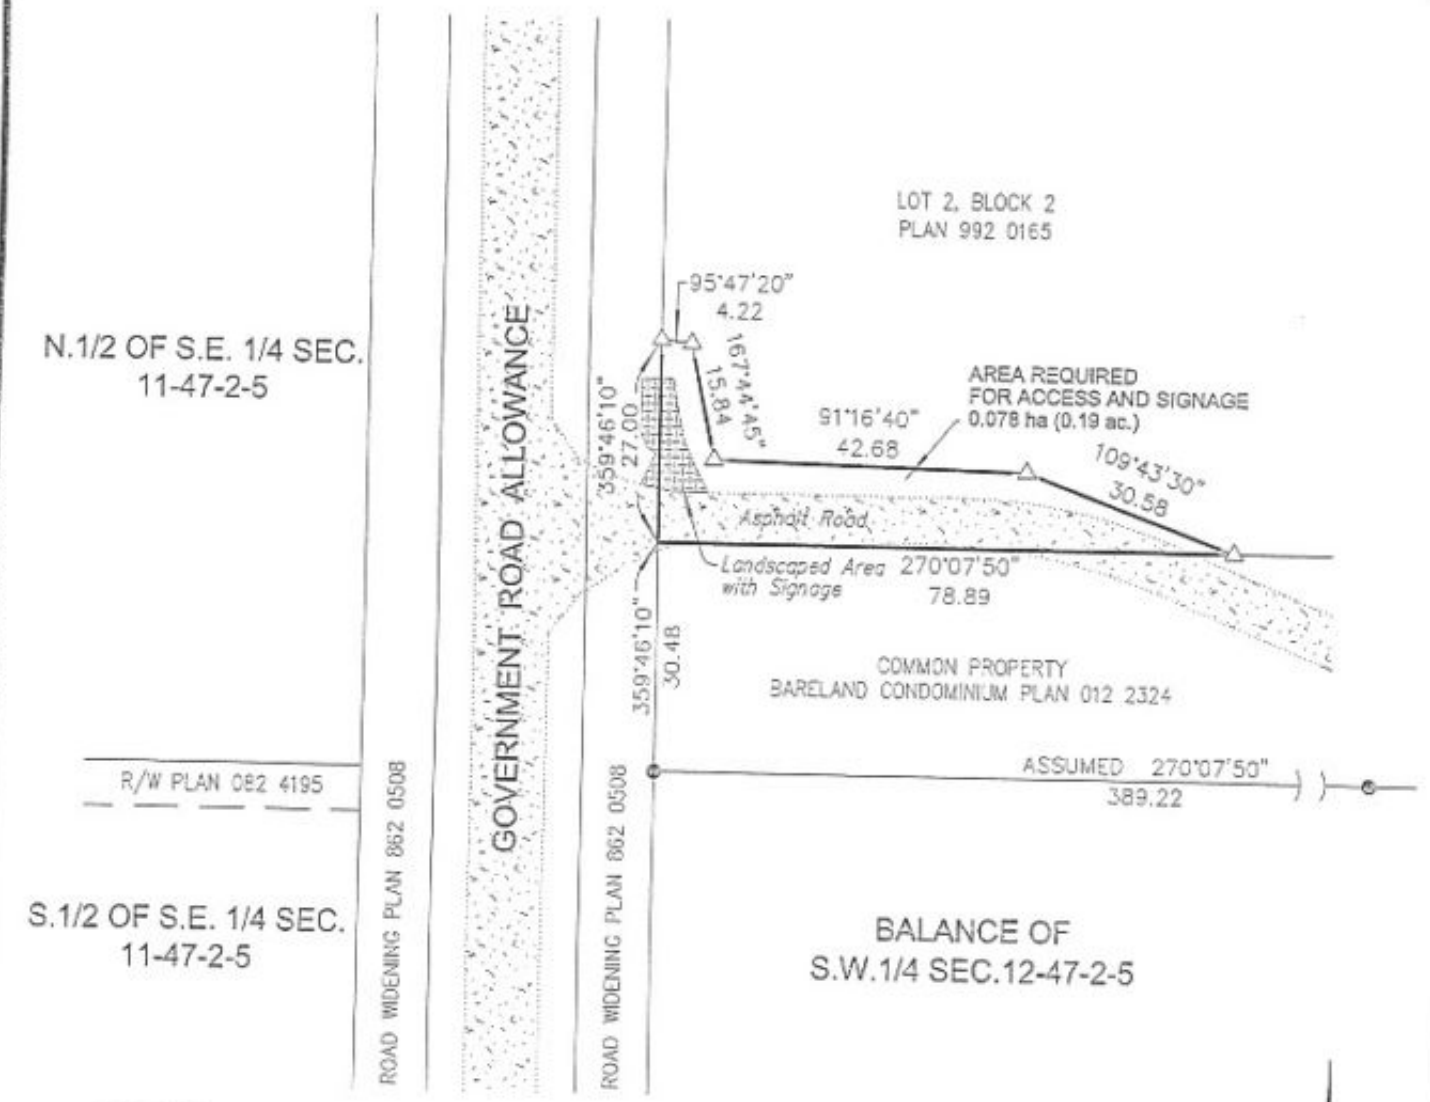 LOT 2, BLOCK 2
PLAN 992 0165
95°47'20"
4.22
N.1/2 OF S.E. 1/4 SEC.
11-47-2-5
167°44'45"
15.84
359°46'10"
27.00
AREA REQUIRED
FOR ACCESS AND SIGNAGE
0.078 ha (0.19 ac.)
91°16'40"
42.68
109°43'30"
30.58
GOVERNMENT ROAD ALLOWANCE
Asphalt Road
Landscaped Area
with Signage
270°07'50"
78.89
359°46'10"
30.48
COMMON PROPERTY
BARELAND CONDOMINIUM PLAN 012 2324
R/W PLAN 082 4195
ASSUMED 270°07'50"
389.22
ROAD WIDENING PLAN 862 0508
ROAD WIDENING PLAN 862 0508
S.1/2 OF S.E. 1/4 SEC.
11-47-2-5
BALANCE OF
S.W.1/4 SEC.12-47-2-5